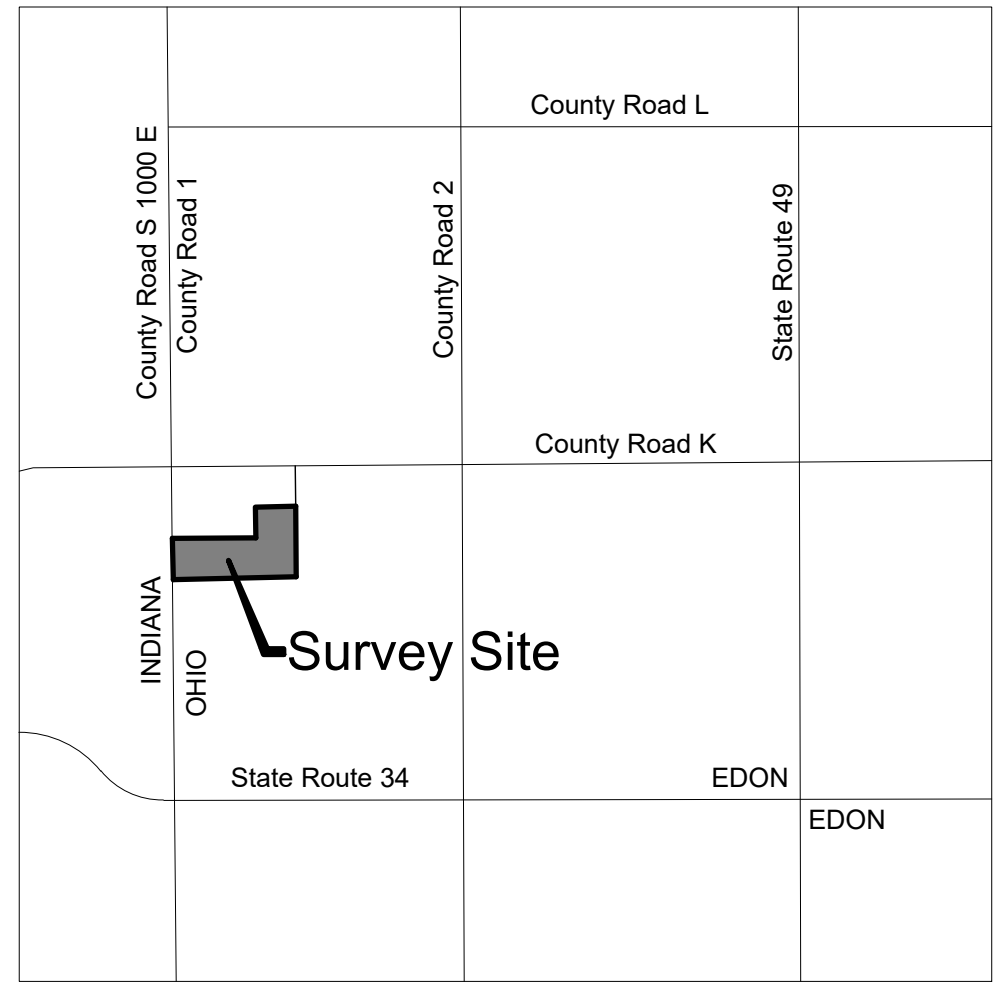 County Road L
County Road S 1000 E
County Road 1
County Road 2
State Route 49
County Road K
INDIANA
OHIO
Survey Site
State Route 34
EDON
EDON